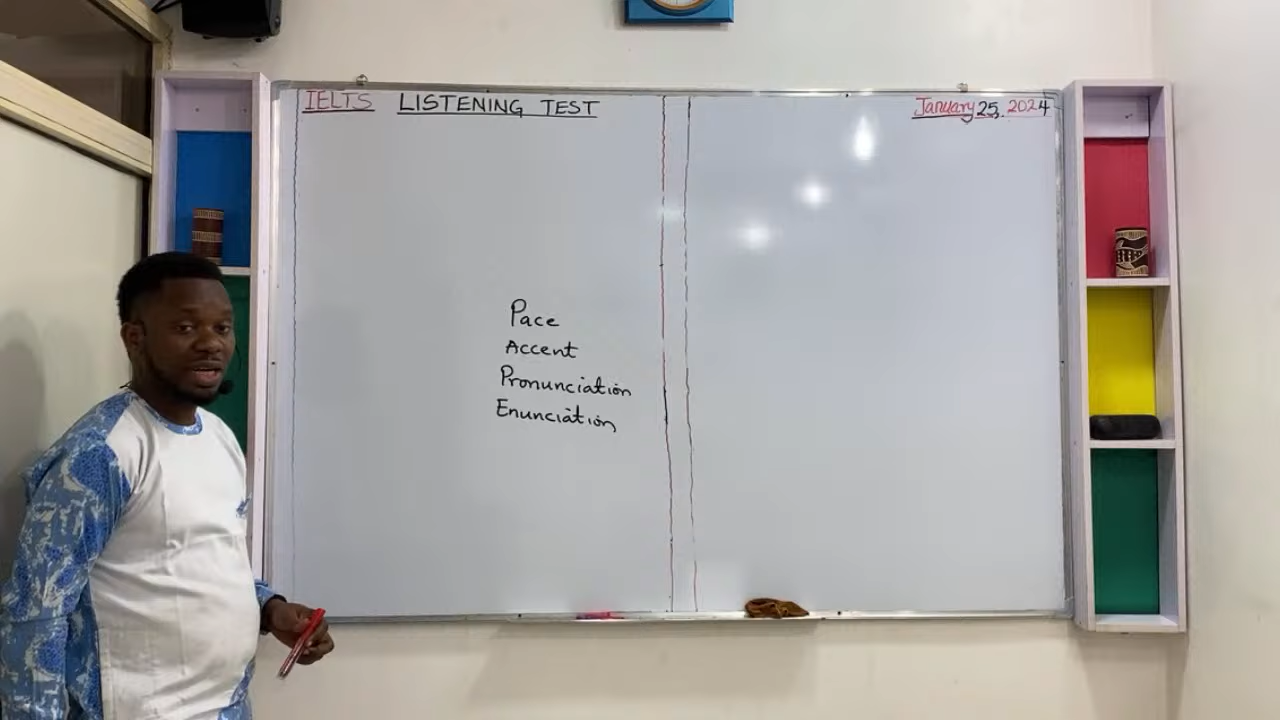 IELTS LISTENING TEST
January 25, 2024
Pace
Accent
Pronunciation
Enunciation